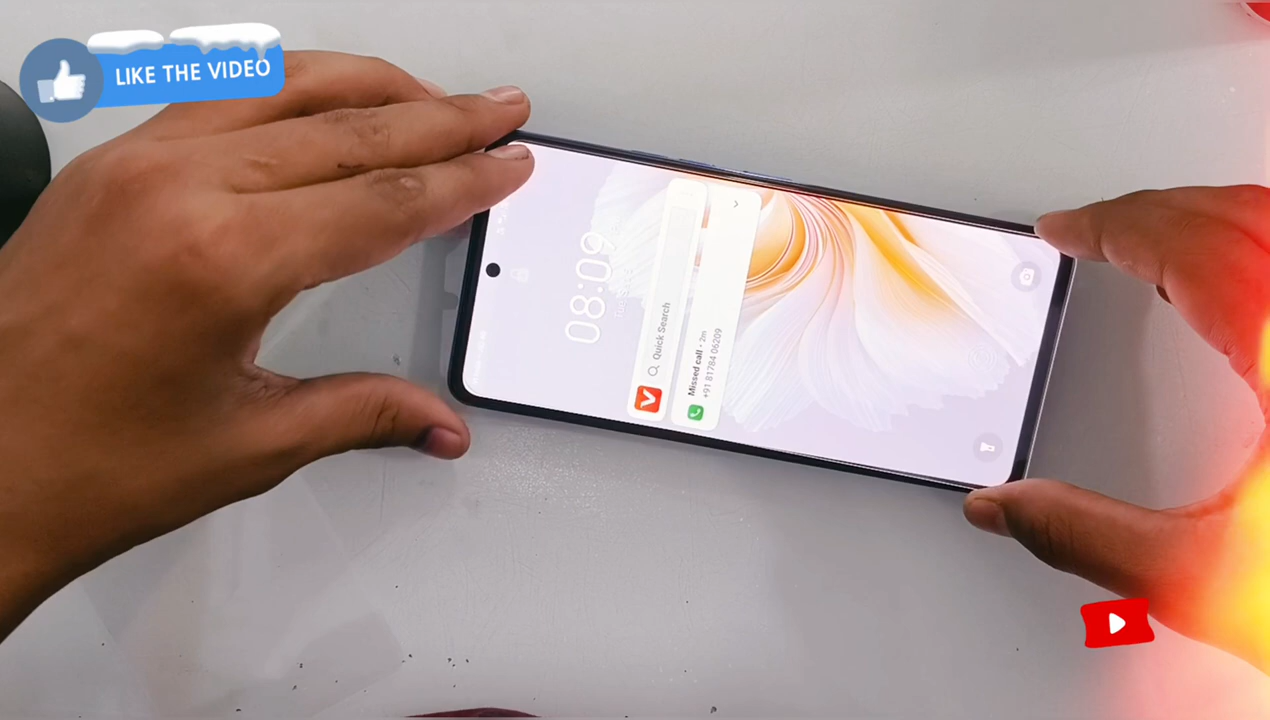 LIKE THE VIDEO
08:09
Quick Search
Missed call • 2m
+91 81784 06209